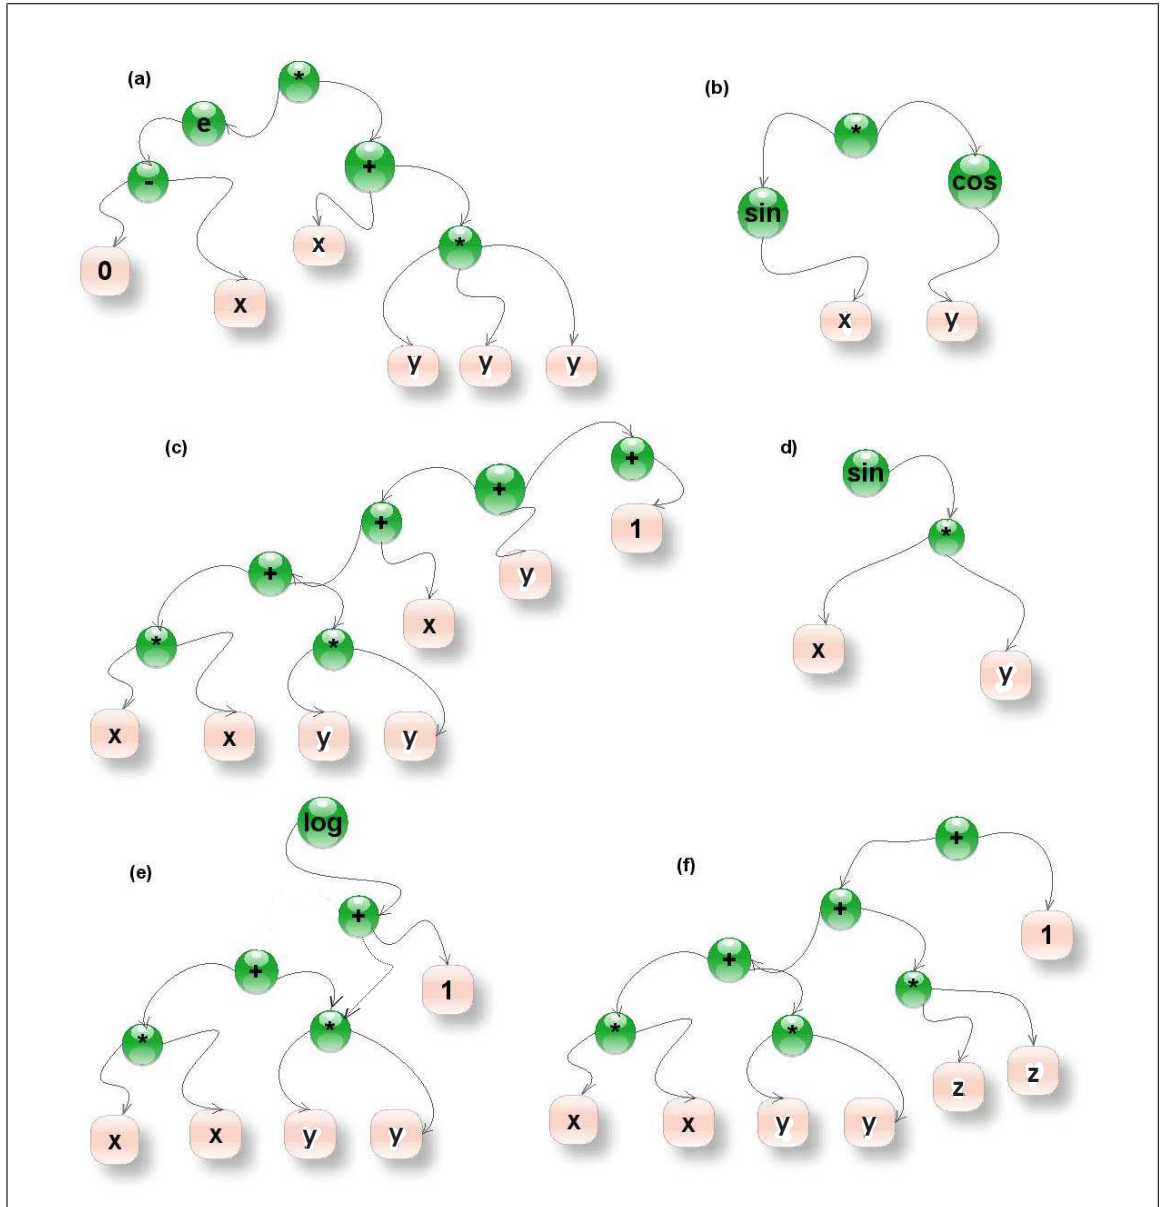 (a)
*
e
-
+
0
x
x
*
y
y
y
(b)
*
sin
cos
x
y
(c)
+
+
1
+
y
+
x
*
*
x
x
y
y
d)
sin
*
x
y
(e)
log
+
1
+
*
*
x
x
y
y
(f)
+
1
+
+
*
*
*
z
z
x
x
y
y